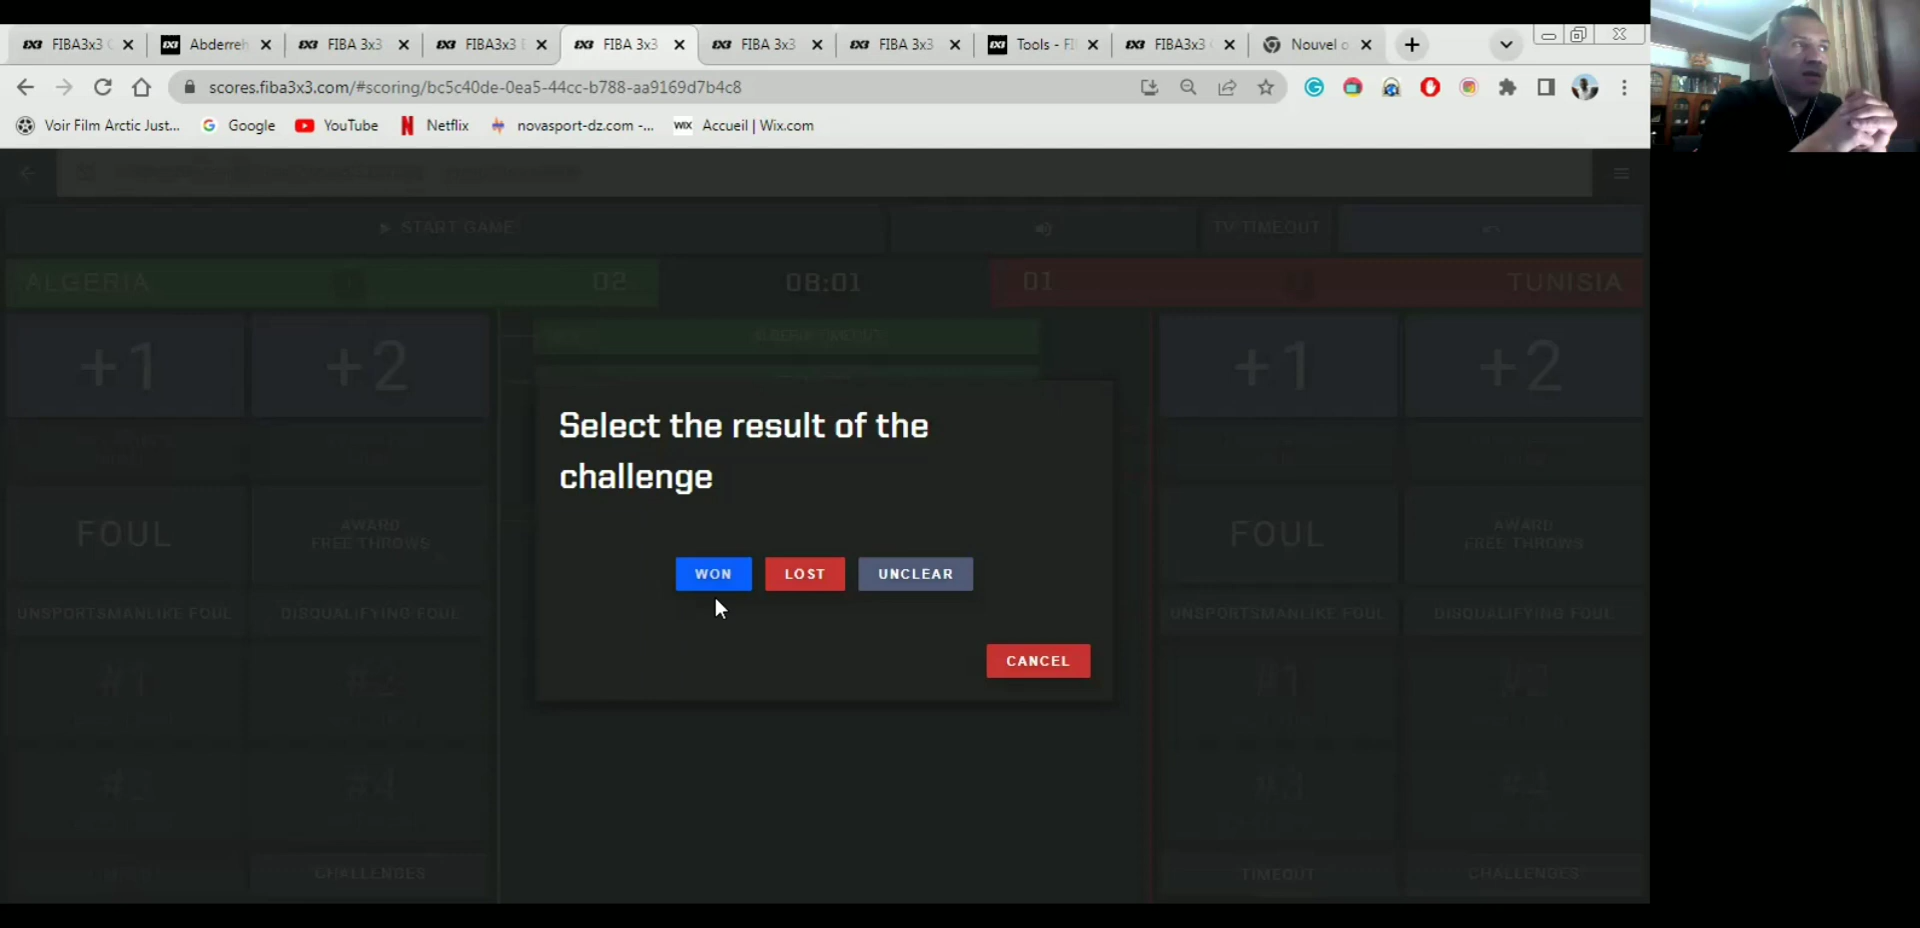 FIBA3x3
Abderreh
FIBA 3x3
FIBA3x3
FIBA 3x3
FIBA 3x3
FIBA 3x3
Tools - FI
FIBA3x3
Nouvel o
scores.fiba3x3.com/#scoring/bc5c40de-0ea5-44cc-b788-aa9169d7b4c8
Voir Film Arctic Just...
Google
YouTube
Netflix
novasport-dz.com -...
WIX Accueil | Wix.com
START GAME
TV TIMEOUT
ALGERIA
02
08:01
01
TUNISIA
+1
+2
+1
+2
Select the result of the
challenge
FOUL
AWARD
FREE THROWS
WON
LOST
UNCLEAR
FOUL
AWARD
FREE THROWS
UNSPORTSMANLIKE FOUL
DISQUALIFYING FOUL
UNSPORTSMANLIKE FOUL
DISQUALIFYING FOUL
CANCEL
#1
#2
#1
#2
#3
#4
#3
#4
CHALLENGES
TIMEOUT
CHALLENGES